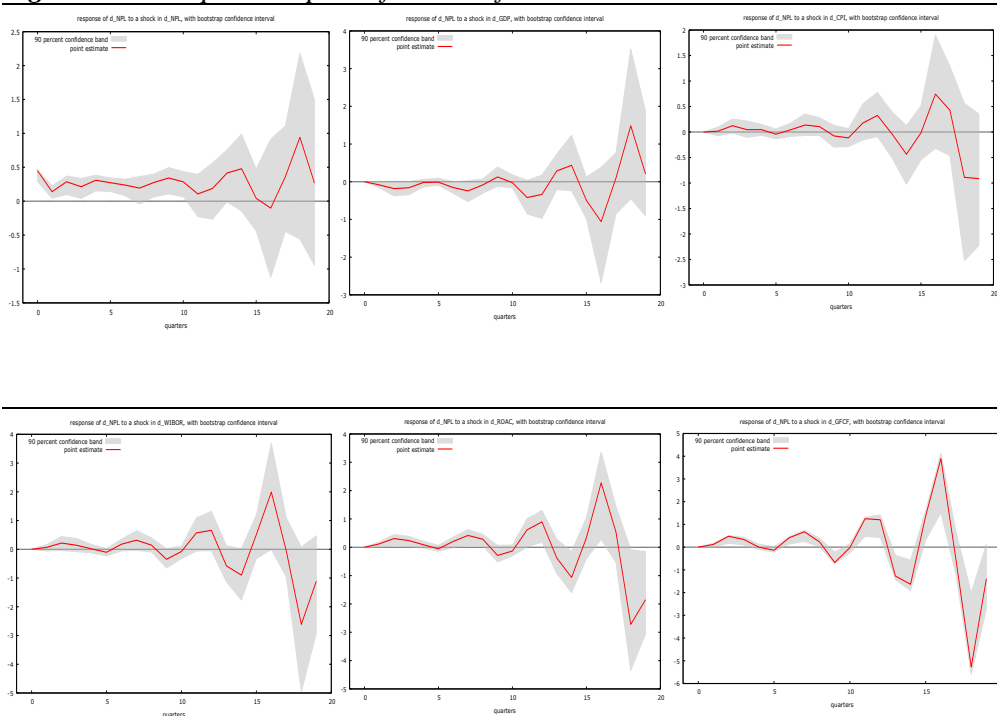 response of d_NPL to a shock in d_NPL, with bootstrap confidence interval
90 percent confidence band
point estimate
2.5
2
1.5
1
0.5
0
-0.5
-1
-1.5
0 5 10 15 20
quarters
response of d_NPL to a shock in d_GDP, with bootstrap confidence interval
90 percent confidence band
point estimate
4
3
2
1
0
-1
-2
-3
0 5 10 15 20
quarters
response of d_NPL to a shock in d_CPI, with bootstrap confidence interval
90 percent confidence band
point estimate
2
1.5
1
0.5
0
-0.5
-1
-1.5
-2
-2.5
-3
0 5 10 15 20
quarters
response of d_NPL to a shock in d_WIBOR, with bootstrap confidence interval
90 percent confidence band
point estimate
4
3
2
1
0
-1
-2
-3
-4
-5
0 5 10 15 20
quarters
response of d_NPL to a shock in d_ROAC, with bootstrap confidence interval
90 percent confidence band
point estimate
4
3
2
1
0
-1
-2
-3
-4
-5
0 5 10 15 20
quarters
response of d_NPL to a shock in d_GFCF, with bootstrap confidence interval
90 percent confidence band
point estimate
5
4
3
2
1
0
-1
-2
-3
-4
-5
-6
0 5 10 15
quarters